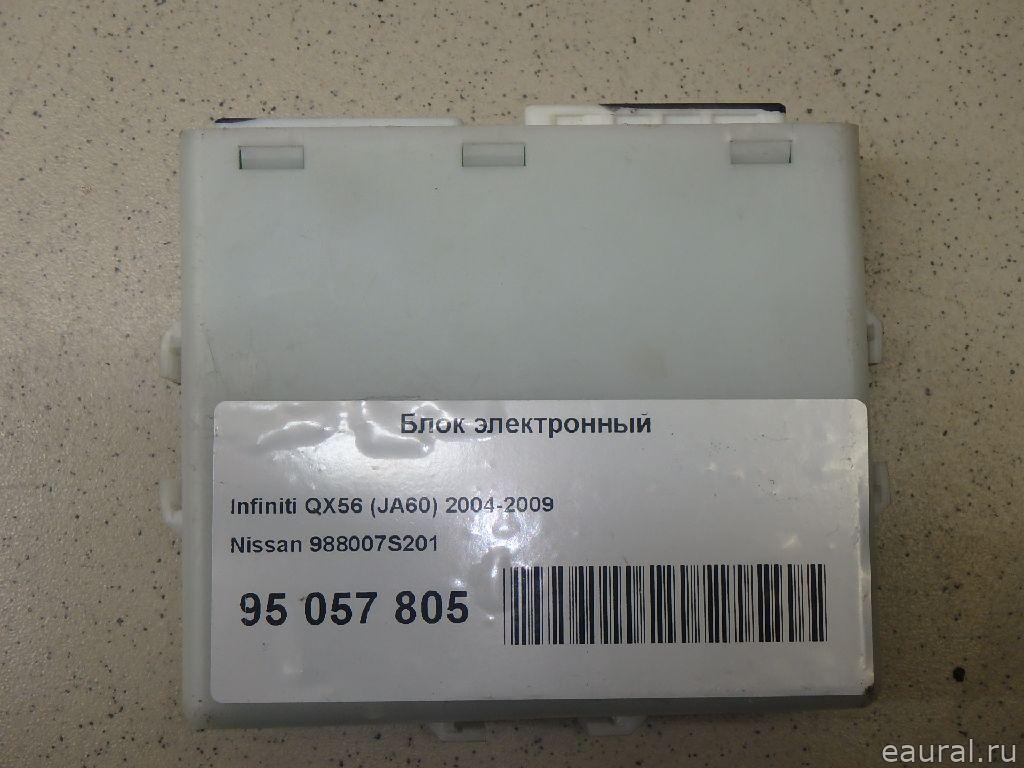 Блок электронный
Infiniti QX56 (JA60) 2004-2009
Nissan 988007S201
95 057 805
eaural.ru